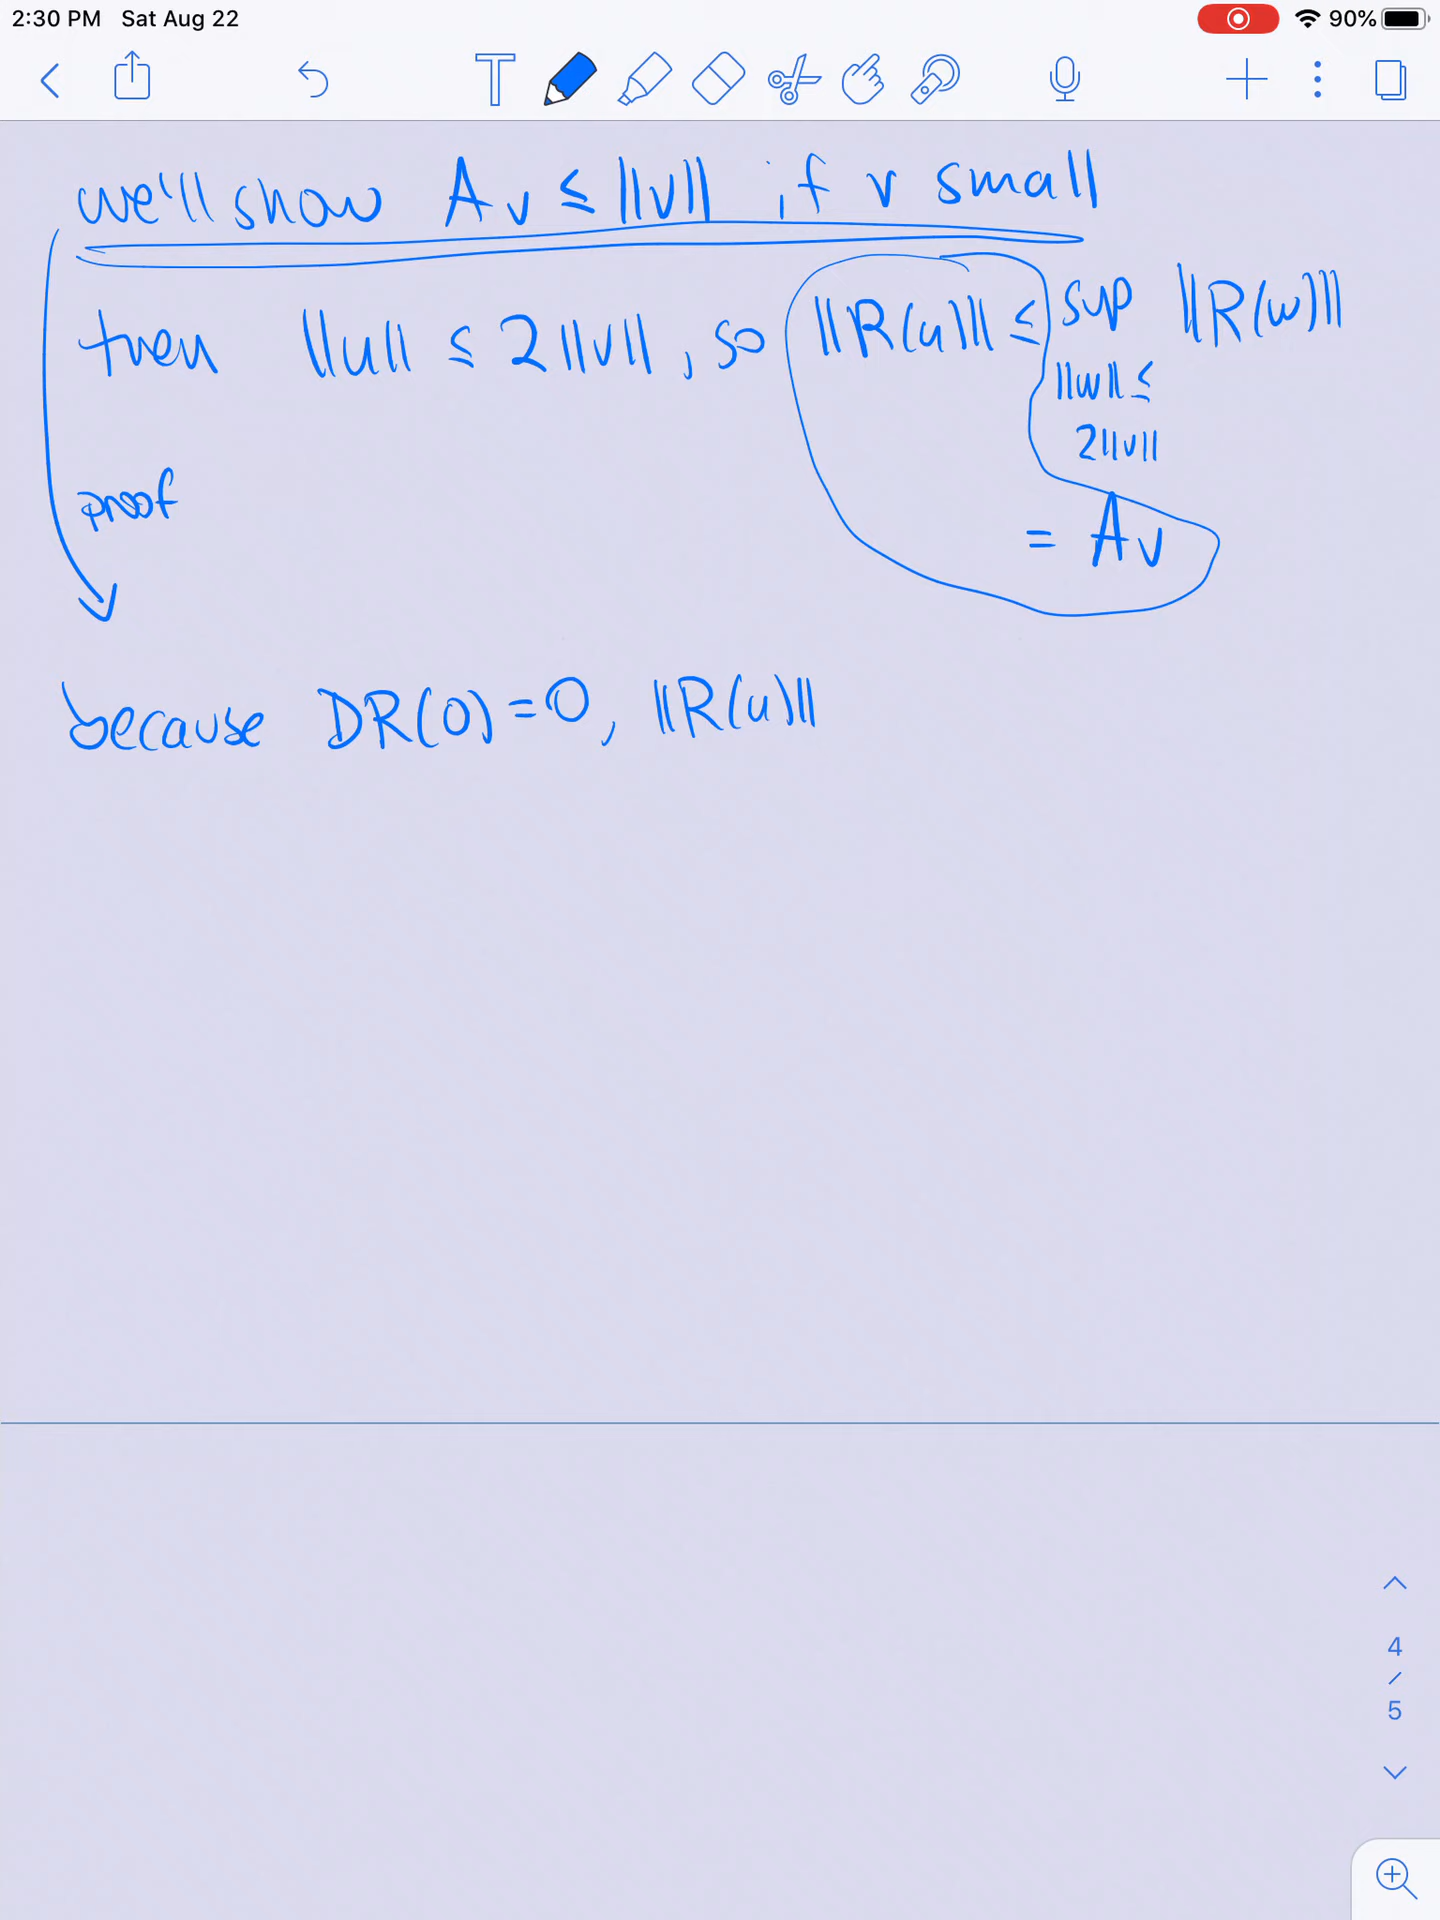 2:30 PM Sat Aug 22
90%
T
we'll show Av ≤ ||v|| if v small
then ||u|| ≤ 2||v||, so ||R(u)|| ≤ sup ||R(w)||
||w|| ≤
2||v||
proof
= Av
because DR(0)=0, ||R(u)||
4
/
5